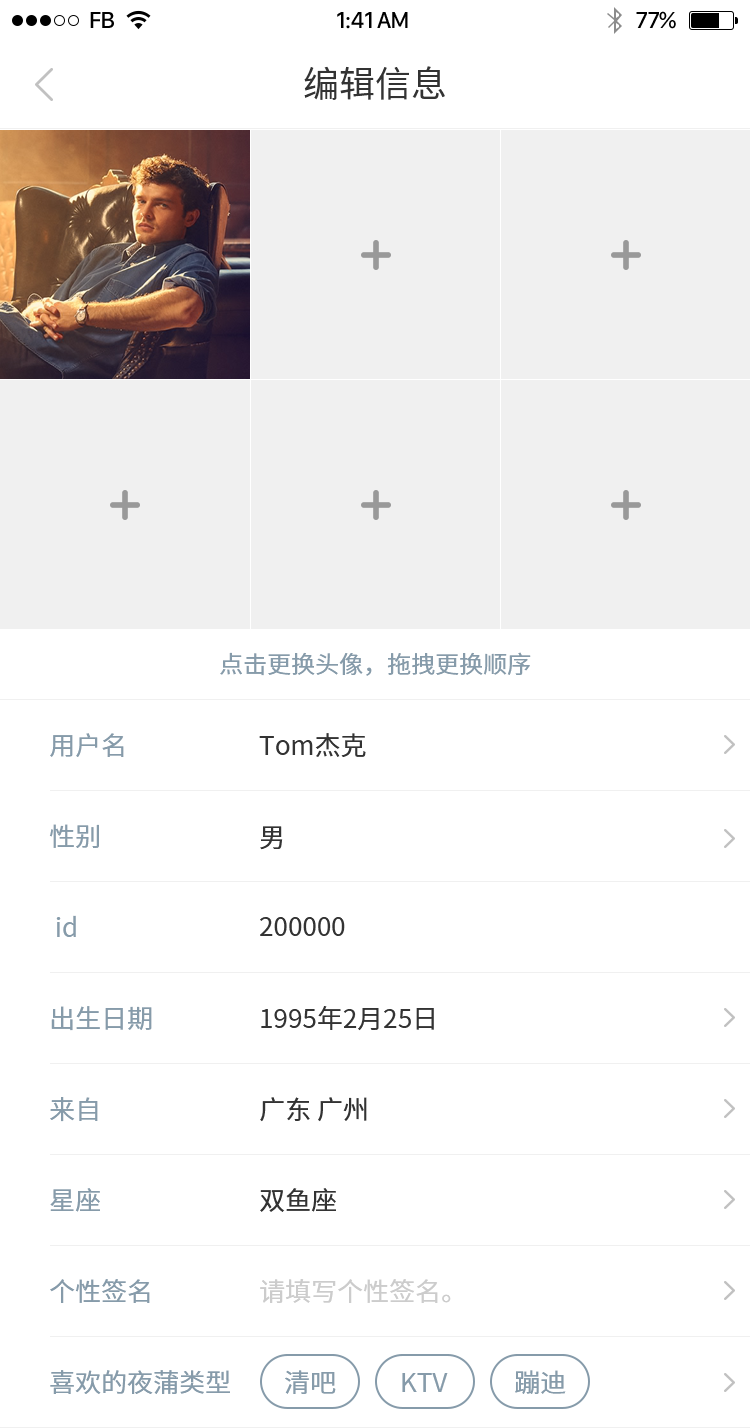 FB 1:41 AM 77%
编辑信息
点击更换头像，拖拽更换顺序
用户名 Tom杰克
性别 男
id 200000
出生日期 1995年2月25日
来自 广东 广州
星座 双鱼座
个性签名 请填写个性签名。
喜欢的夜蒲类型 清吧 KTV 蹦迪